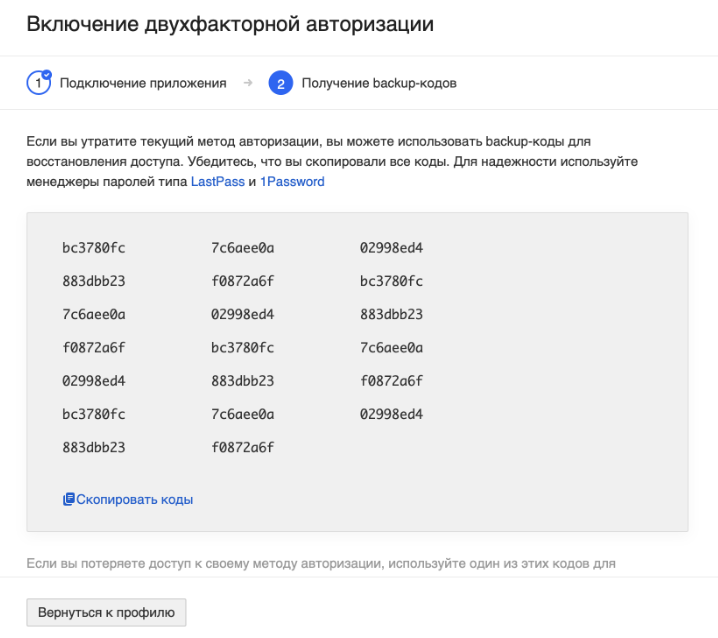 Включение двухфакторной авторизации
1 Подключение приложения → 2 Получение backup-кодов
Если вы утратите текущий метод авторизации, вы можете использовать backup-коды для
восстановления доступа. Убедитесь, что вы скопировали все коды. Для надежности используйте
менеджеры паролей типа LastPass и 1Password
bc3780fc 7c6aee0a 02998ed4
883dbb23 f0872a6f bc3780fc
7c6aee0a 02998ed4 883dbb23
f0872a6f bc3780fc 7c6aee0a
02998ed4 883dbb23 f0872a6f
bc3780fc 7c6aee0a 02998ed4
883dbb23 f0872a6f
Скопировать коды
Если вы потеряете доступ к своему методу авторизации, используйте один из этих кодов для
Вернуться к профилю